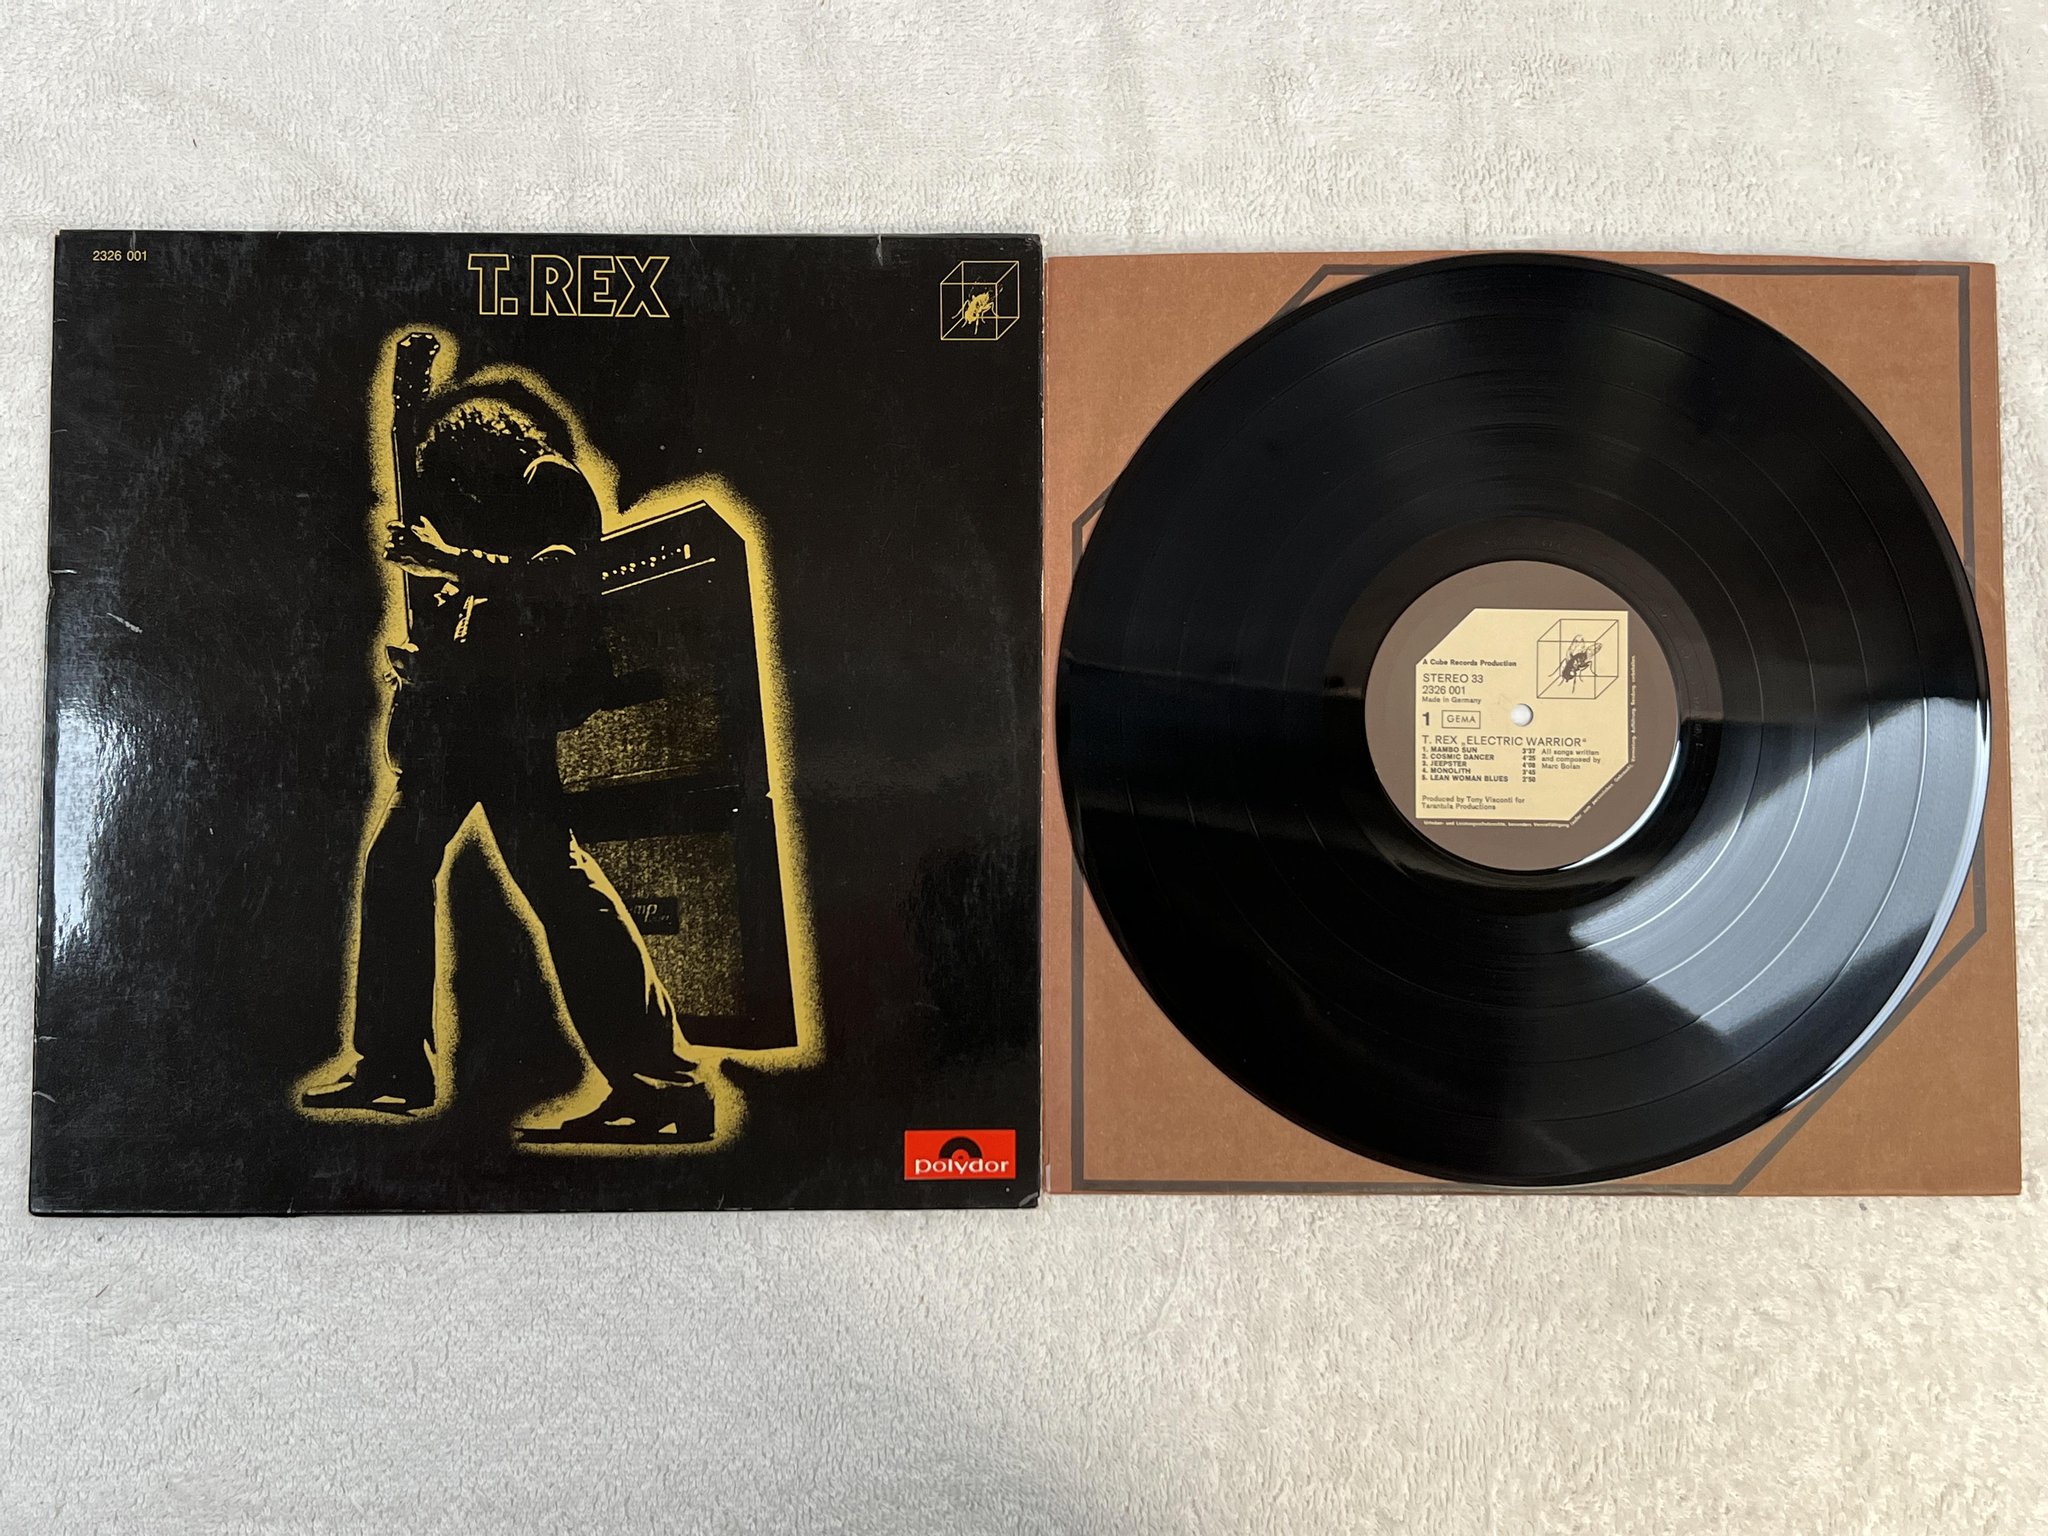 2326 001
T. REX
polydor
A Cube Records Production
STEREO 33
2326 001
Made in Germany
1 GEMA
T. REX „ELECTRIC WARRIOR“
1. MAMBO SUN 3'37
2. COSMIC DANCER 4'25
3. JEEPSTER 4'08
4. MONOLITH 3'45
5. LEAN WOMAN BLUES 2'50
All songs written
and composed by
Marc Bolan
Produced by Tony Visconti for
Tarantula Productions